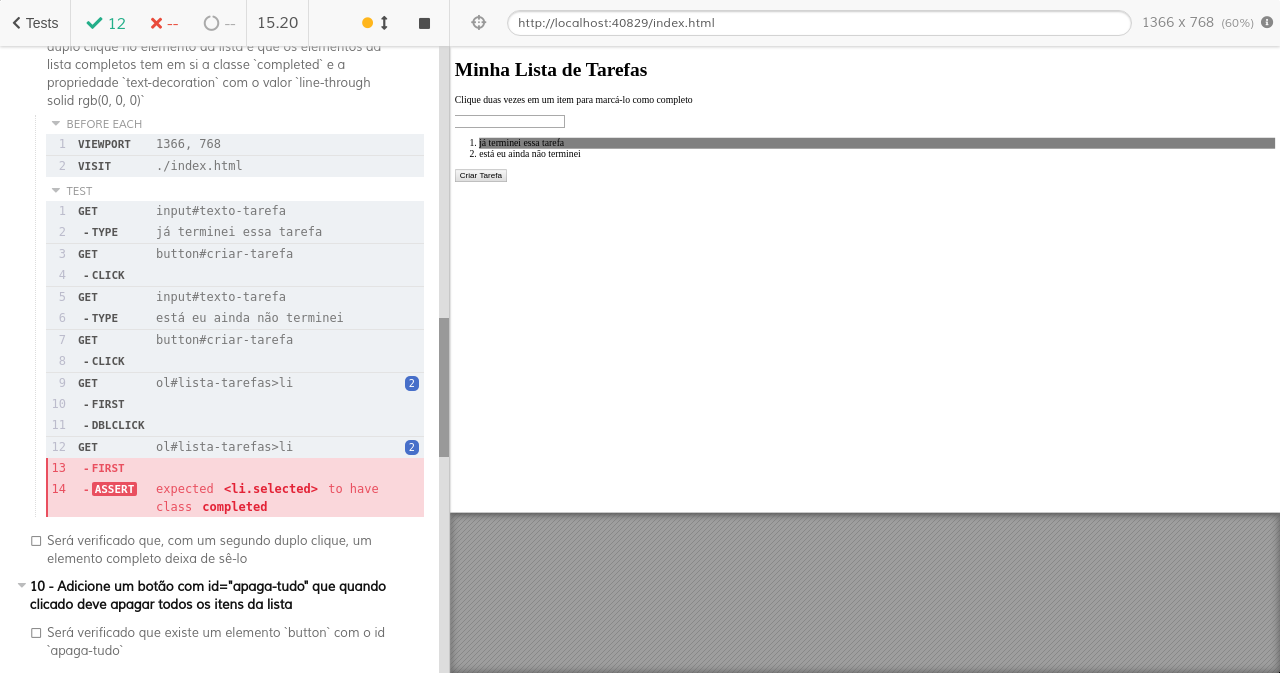 Tests 12 -- -- 15.20 http://localhost:40829/index.html 1366 x 768 (60%)
duplo clique no elemento da lista e que os elementos da
lista completos tem em si a classe `completed` e a
propriedade `text-decoration` com o valor `line-through
solid rgb(0, 0, 0)`
BEFORE EACH
1 VIEWPORT 1366, 768
2 VISIT ./index.html
TEST
1 GET input#texto-tarefa
2 -TYPE já terminei essa tarefa
3 GET button#criar-tarefa
4 -CLICK
5 GET input#texto-tarefa
6 -TYPE está eu ainda não terminei
7 GET button#criar-tarefa
8 -CLICK
9 GET ol#lista-tarefas>li 2
10 -FIRST
11 -DBLCLICK
12 GET ol#lista-tarefas>li 2
13 -FIRST
14 -ASSERT expected <li.selected> to have
class completed
Será verificado que, com um segundo duplo clique, um
elemento completo deixa de sê-lo
10 - Adicione um botão com id="apaga-tudo" que quando
clicado deve apagar todos os itens da lista
Será verificado que existe um elemento `button` com o id
`apaga-tudo`
Minha Lista de Tarefas
Clique duas vezes em um item para marcá-lo como completo
1. já terminei essa tarefa
2. está eu ainda não terminei
Criar Tarefa